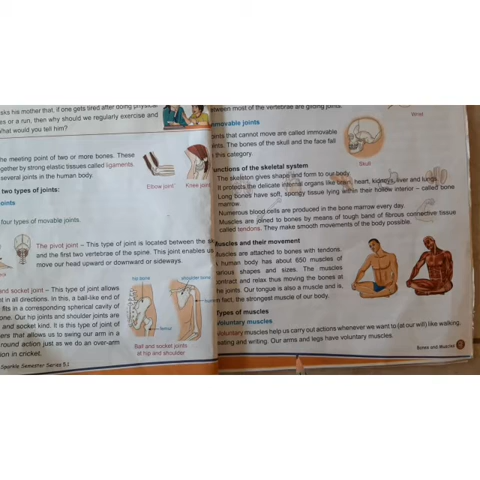 sks his mother that, if one gets tired after doing physical
es or a run, then why should we regularly exercise and
What would you tell him?
the meeting point of two or more bones. These
ogether by strong elastic tissues called ligaments.
several joints in the human body.
Elbow joint
Knee joint
two types of joints:
oints
four types of movable joints.
The pivot joint – This type of joint is located between the
and the first two vertebrae of the spine. This joint enables us
move our head upward or downward or sideways.
and socket joint – This type of joint allows
t in all directions. In this, a ball-like end of
fits in a corresponding spherical cavity of
one. Our hip joints and shoulder joints are
and socket kind. It is this type of joint of
ers that allows us to swing our arm in a
round action just as we do an over-arm
ion in cricket.
hip bone
shoulder bone
femur
Ball and socket joints
at hip and shoulder
Sparkle Semester Series 5.1
etween most of the vertebrae are gliding joints.
Wrist
mmovable joints
oints that cannot move are called immovable
ints. The bones of the skull and the face fall
this category.
Skull
unctions of the skeletal system
The skeleton gives shape and form to our body.
It protects the delicate internal organs like brain, heart, kidneys, liver and lungs.
Long bones have soft, spongy tissue lying within their hollow interior – called bone
marrow.
Numerous blood cells are produced in the bone marrow every day.
Muscles are joined to bones by means of tough band of fibrous connective tissue
called tendons. They make smooth movements of the body possible.
Muscles and their movement
Muscles are attached to bones with tendons.
human body has about 650 muscles of
arious shapes and sizes. The muscles
contract and relax thus moving the bones at
he joints. Our tongue is also a muscle and is,
fact, the strongest muscle of our body.
Types of muscles
Voluntary muscles
Voluntary muscles help us carry out actions whenever we want to (at our will) like walking,
eating and writing. Our arms and legs have voluntary muscles.
Bones and Muscles